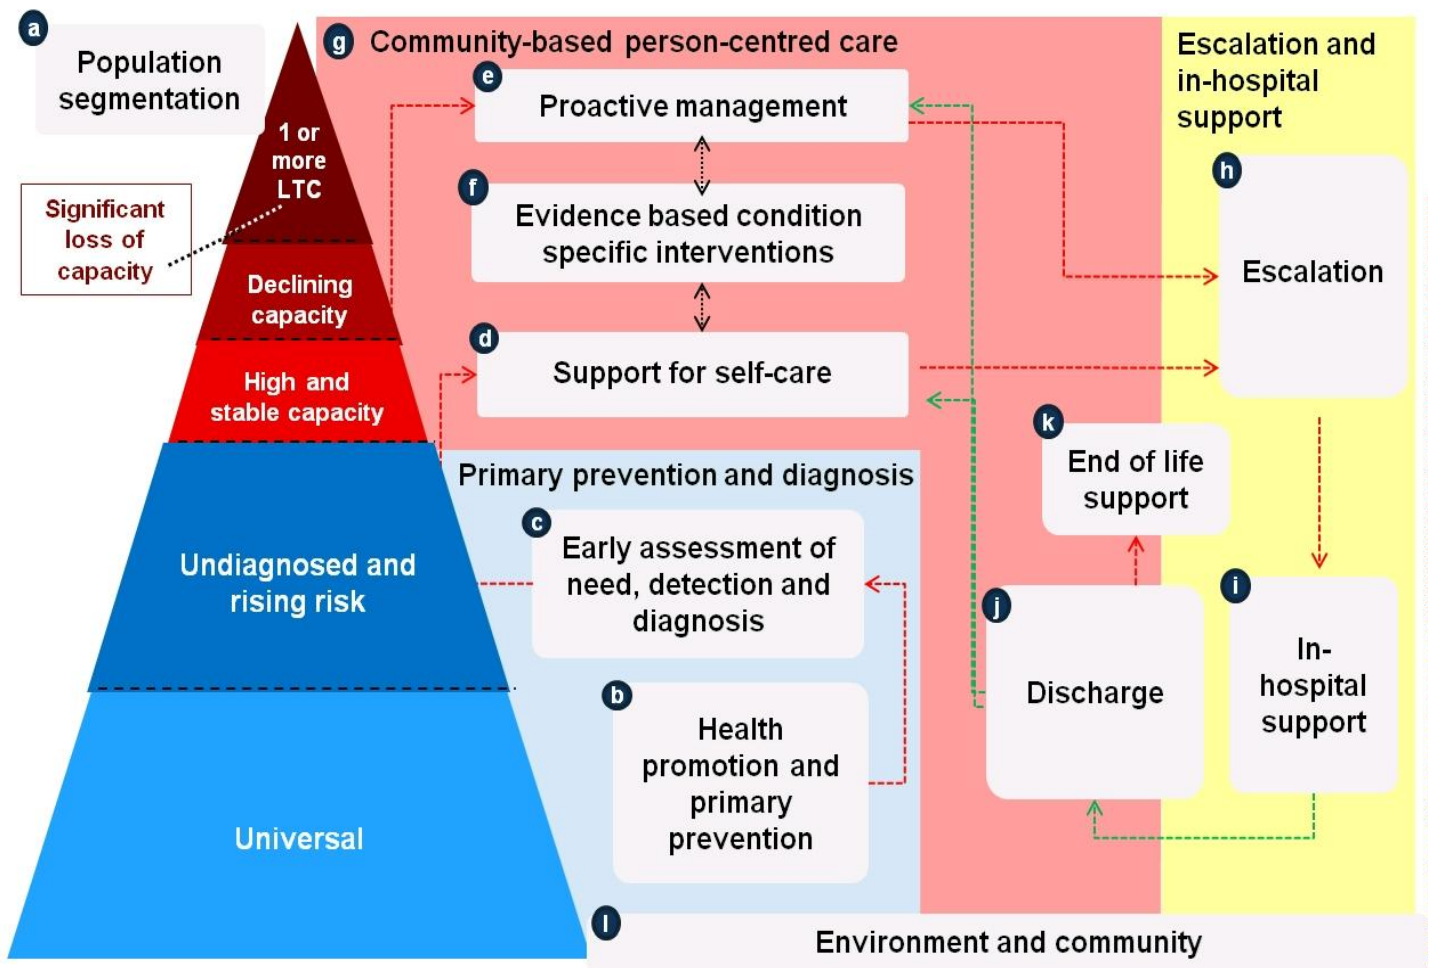 a
Population
segmentation
1 or
more
LTC
Significant
loss of
capacity
Declining
capacity
High and
stable capacity
Undiagnosed and
rising risk
Universal
g Community-based person-centred care
e
Proactive management
f
Evidence based condition
specific interventions
d
Support for self-care
Primary prevention and diagnosis
c
Early assessment of
need, detection and
diagnosis
b
Health
promotion and
primary
prevention
Escalation and
in-hospital
support
h
Escalation
k
End of life
support
j
Discharge
i
In-
hospital
support
l
Environment and community